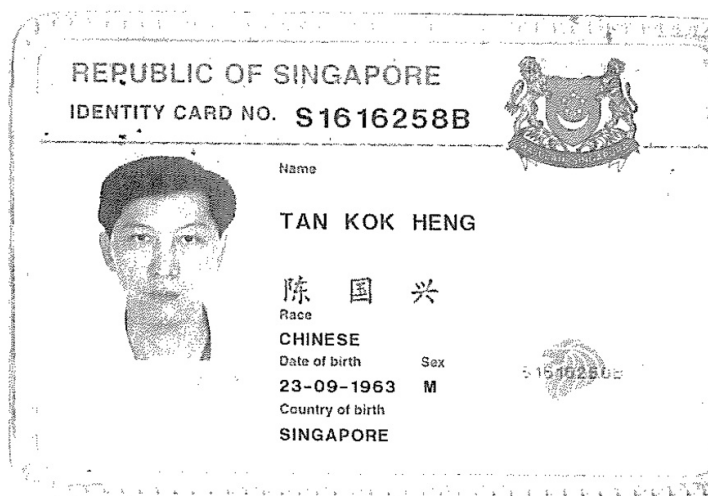 REPUBLIC OF SINGAPORE
IDENTITY CARD NO. S1616258B
Name
TAN KOK HENG
陈国兴
Race
CHINESE
Date of birth Sex
23-09-1963 M
Country of birth
SINGAPORE